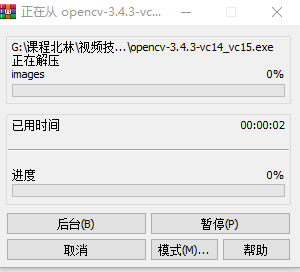 正在从 opencv-3.4.3-vc...
G:\课程北林\视频技...\opencv-3.4.3-vc14_vc15.exe
正在解压
images 0%
已用时间 00:00:02
进度 0%
后台(B) 暂停(P)
取消 模式(M)... 帮助